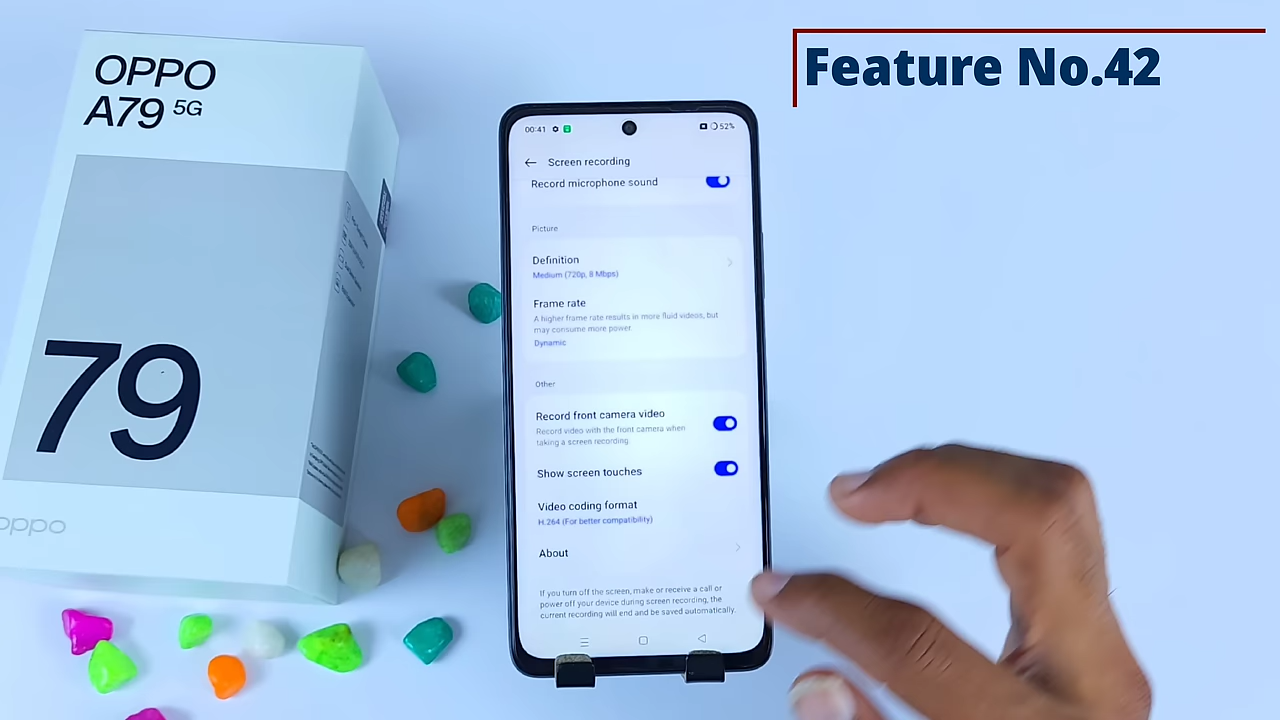 OPPO
A79 5G
79
oppo
Feature No.42
00:41
52%
Screen recording
Record microphone sound
Picture
Definition
Medium (720p, 8 Mbps)
Frame rate
A higher frame rate results in more fluid videos, but
may consume more power.
Dynamic
Other
Record front camera video
Record video with the front camera when
taking a screen recording.
Show screen touches
Video coding format
H.264 (For better compatibility)
About
If you turn off the screen, make or receive a call or
power off your device during screen recording, the
current recording will end and be saved automatically.